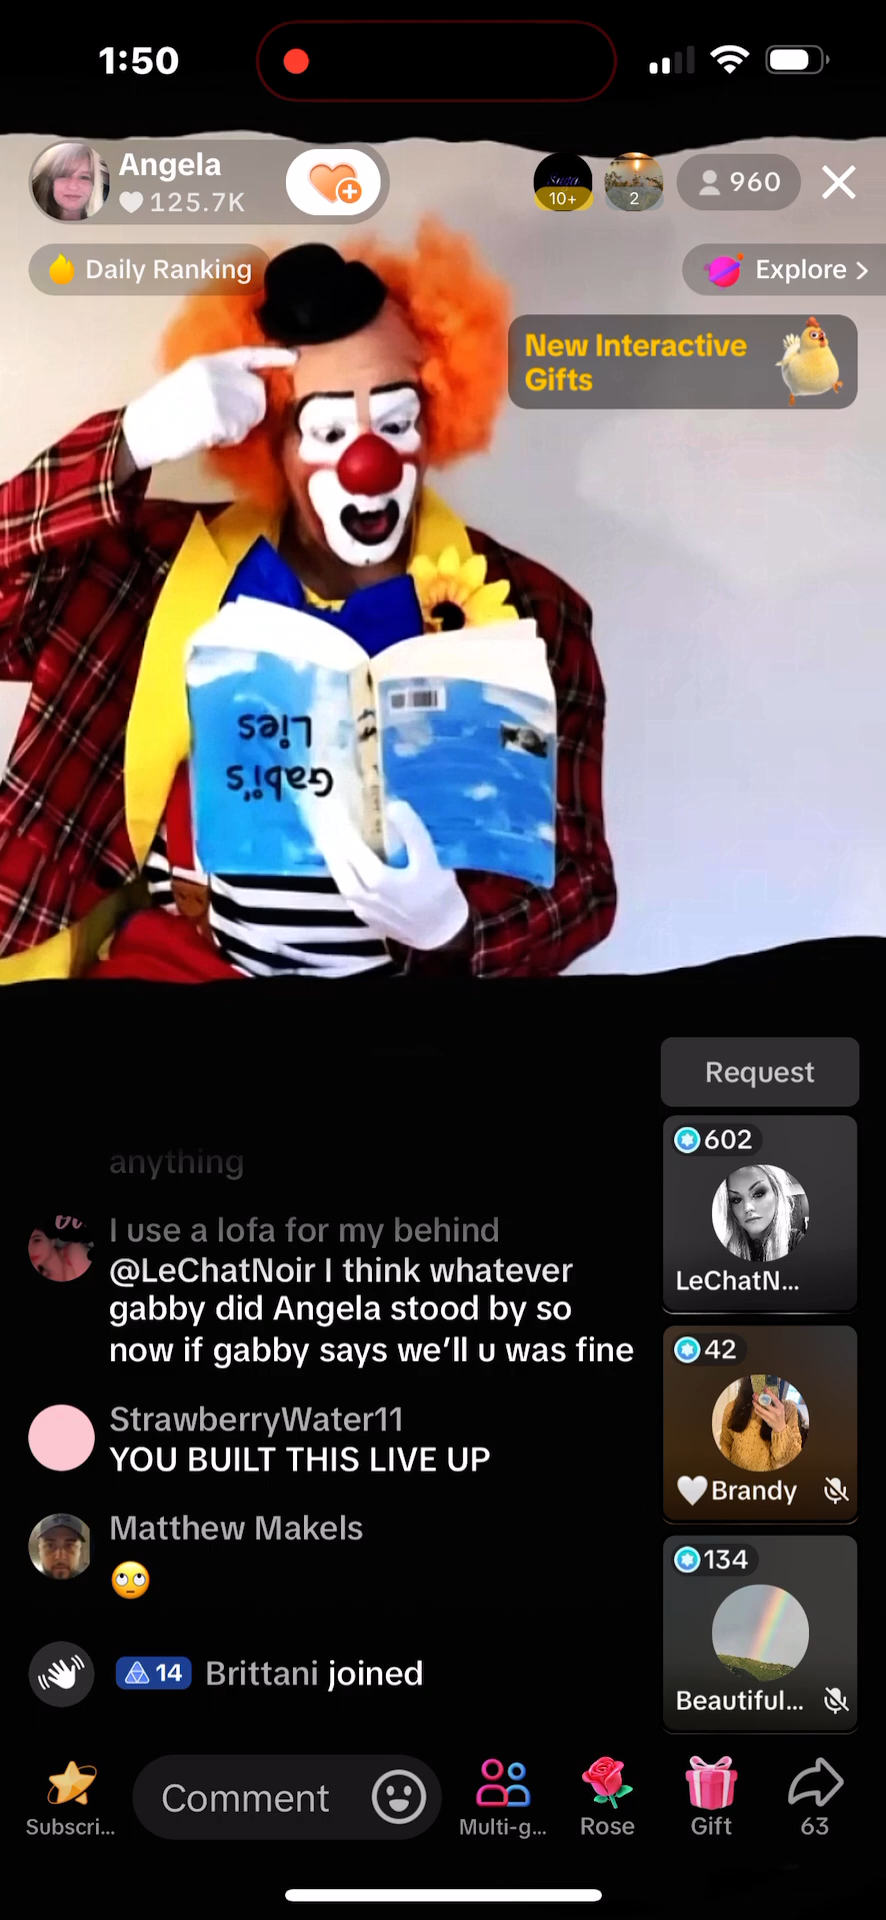 1:50
Angela
125.7K
10+
2
960
Daily Ranking
Explore >
New Interactive
Gifts
Lies
Gabi's
Request
anything
I use a lofa for my behind
@LeChatNoir I think whatever
gabby did Angela stood by so
now if gabby says we’ll u was fine
StrawberryWater11
YOU BUILT THIS LIVE UP
Matthew Makels
14 Brittani joined
602
LeChatN...
42
🤍Brandy
134
Beautiful...
Subscri...
Comment
Multi-g...
Rose
Gift
63